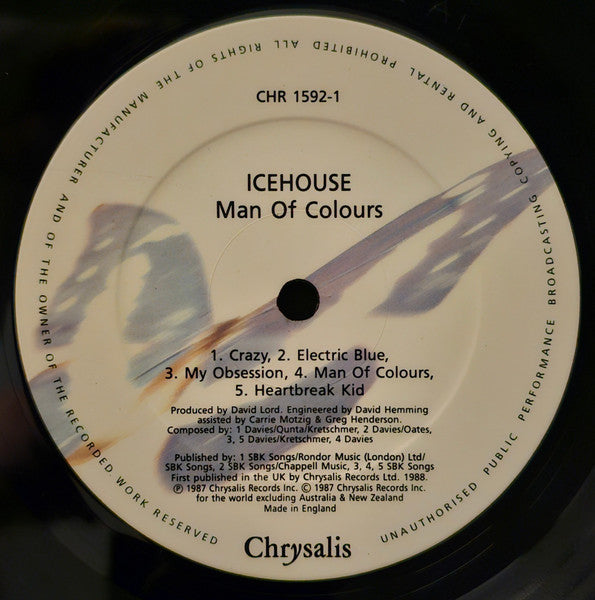 CHR 1592-1
ICEHOUSE
Man Of Colours
1. Crazy, 2. Electric Blue,
3. My Obsession, 4. Man Of Colours,
5. Heartbreak Kid
Produced by David Lord. Engineered by David Hemming
assisted by Carrie Motzig & Greg Henderson.
Composed by: 1 Davies/Qunta/Kretschmer, 2 Davies/Oates,
3, 5 Davies/Kretschmer, 4 Davies
Published by: 1 SBK Songs/Rondor Music (London) Ltd/
SBK Songs, 2 SBK Songs/Chappell Music, 3, 4, 5 SBK Songs
First published in the UK by Chrysalis Records Ltd. 1988.
℗ 1987 Chrysalis Records Inc. © 1987 Chrysalis Records Inc.
for the world excluding Australia & New Zealand
Made in England
Chrysalis
ALL RIGHTS OF THE MANUFACTURER AND OF THE OWNER OF THE RECORDED WORK RESERVED
UNAUTHORISED PUBLIC PERFORMANCE BROADCASTING COPYING AND RENTAL PROHIBITED